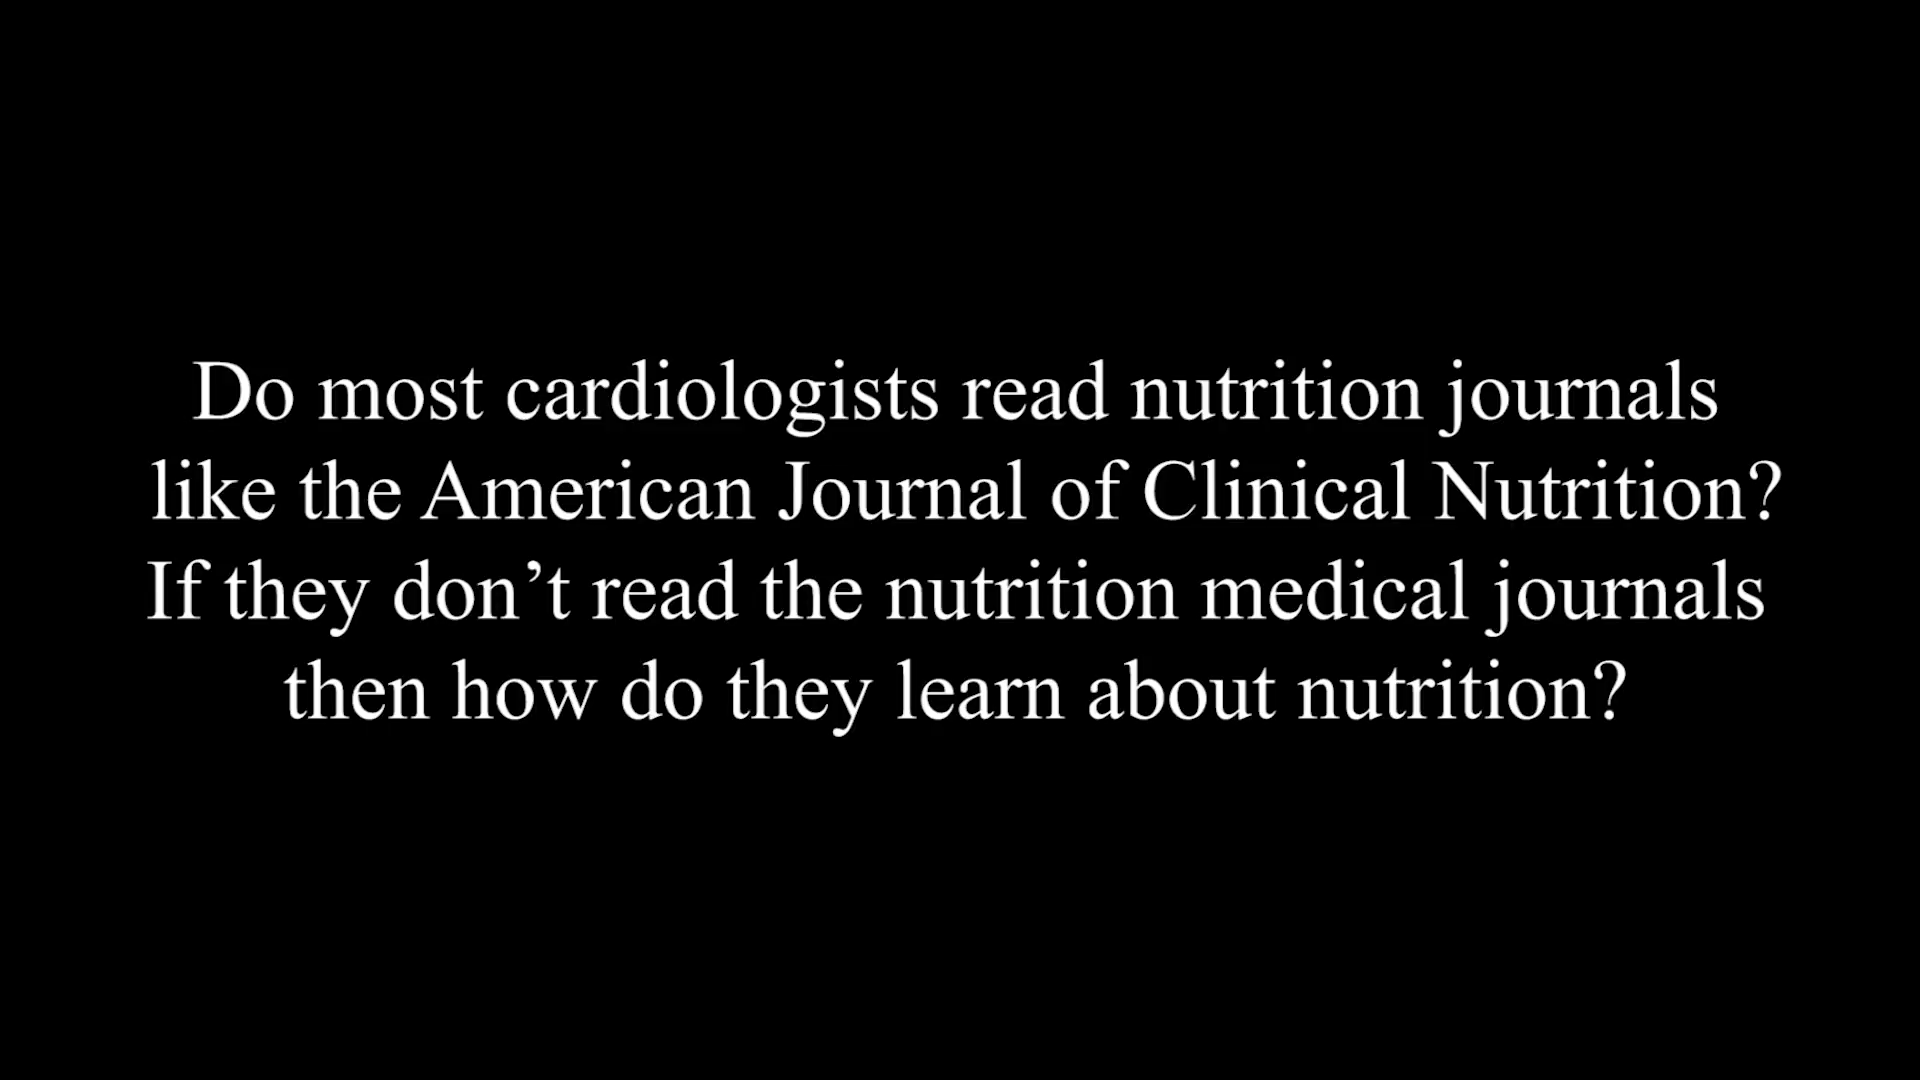 Do most cardiologists read nutrition journals
like the American Journal of Clinical Nutrition?
If they don’t read the nutrition medical journals
then how do they learn about nutrition?